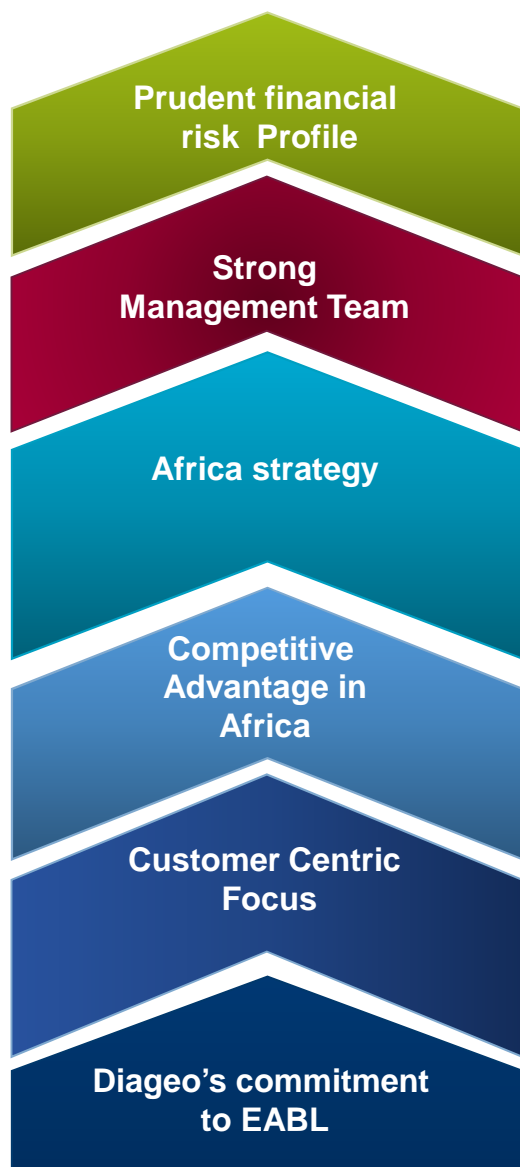 Prudent financial
risk  Profile
Strong
Management Team
Africa strategy
Competitive
Advantage in
Africa
Customer Centric
Focus
Diageo’s commitment
to EABL